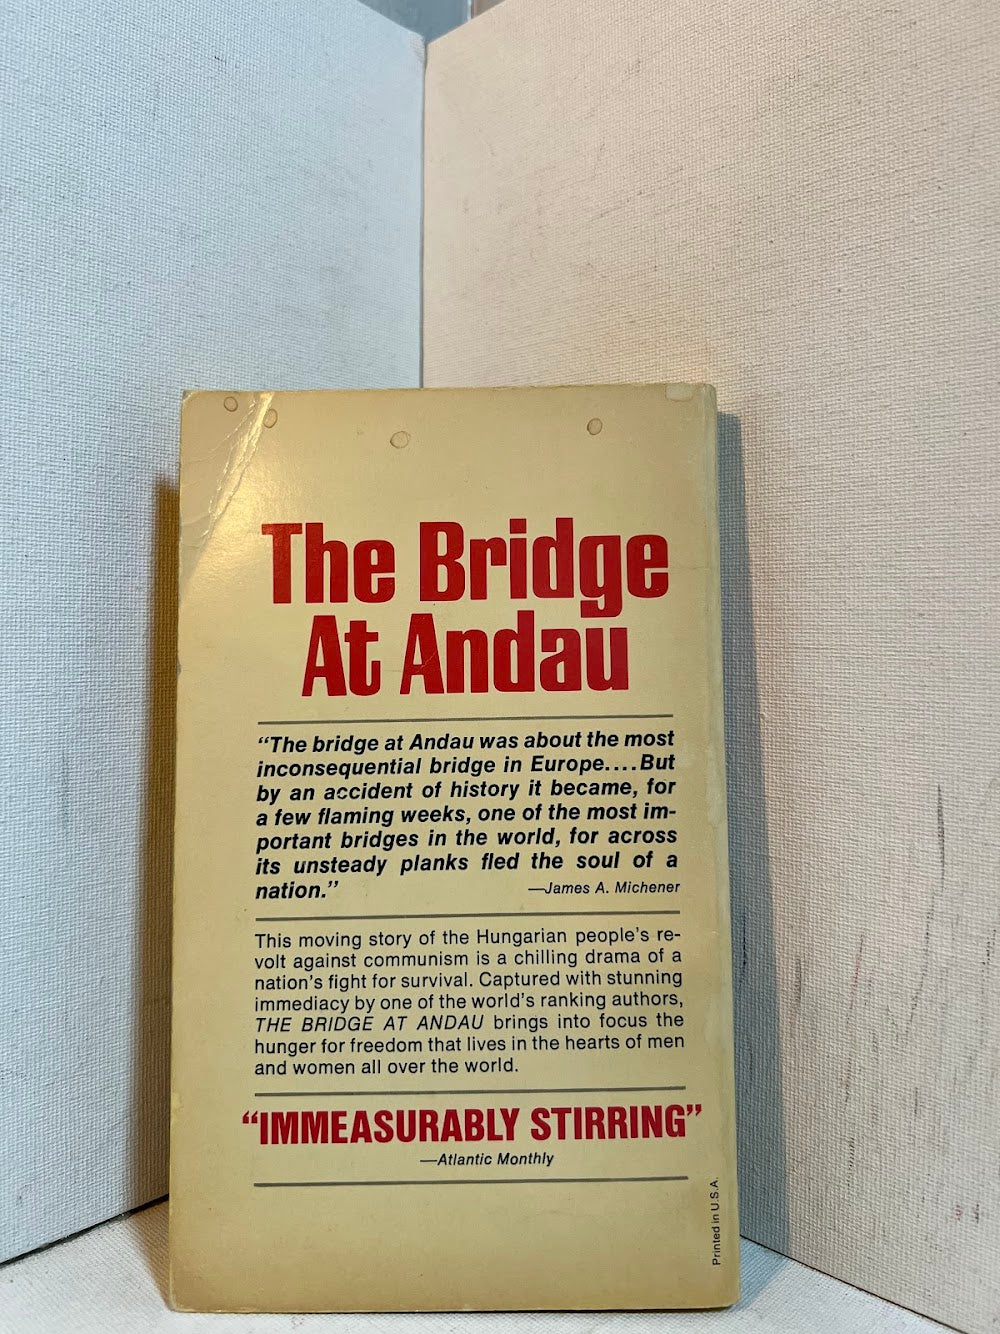 The Bridge
At Andau
“The bridge at Andau was about the most
inconsequential bridge in Europe....But
by an accident of history it became, for
a few flaming weeks, one of the most im-
portant bridges in the world, for across
its unsteady planks fled the soul of a
nation.” —James A. Michener
This moving story of the Hungarian people's re-
volt against communism is a chilling drama of a
nation's fight for survival. Captured with stunning
immediacy by one of the world's ranking authors,
THE BRIDGE AT ANDAU brings into focus the
hunger for freedom that lives in the hearts of men
and women all over the world.
“IMMEASURABLY STIRRING”
—Atlantic Monthly
Printed in U.S.A.